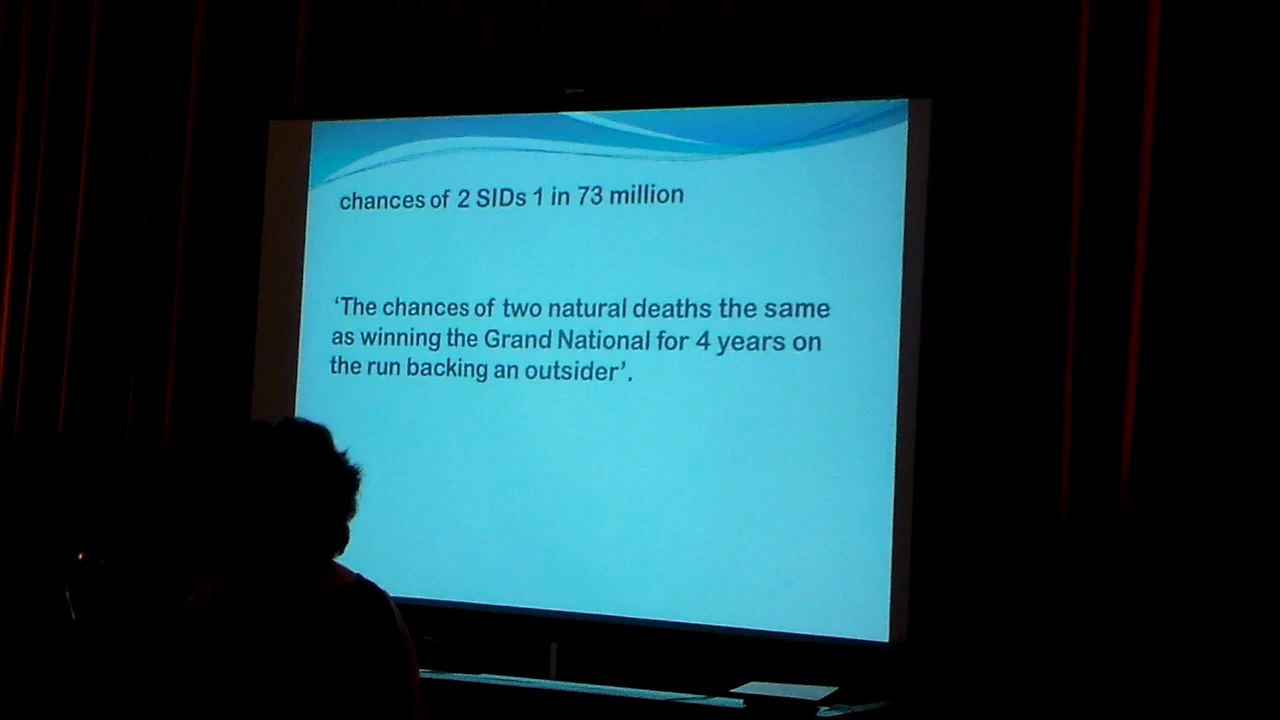 chances of 2 SIDs 1 in 73 million
‘The chances of two natural deaths the same
as winning the Grand National for 4 years on
the run backing an outsider’.